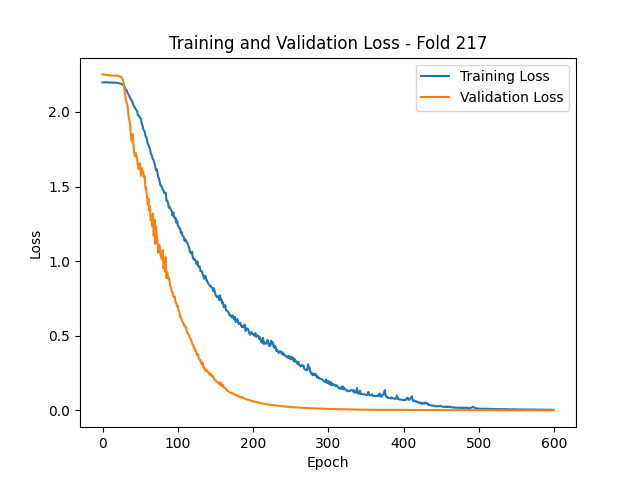 Training and Validation Loss - Fold 217
Training Loss
Validation Loss
2.0
1.5
1.0
0.5
0.0
Loss
0 100 200 300 400 500 600
Epoch